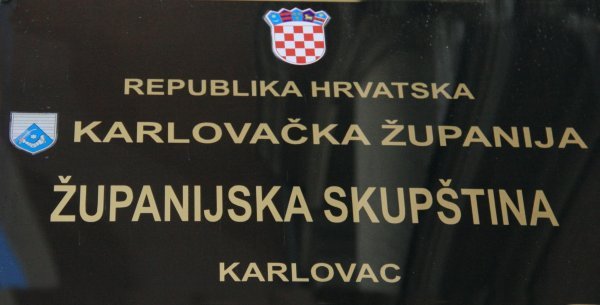 REPUBLIKA HRVATSKA
KARLOVAČKA ŽUPANIJA
ŽUPANIJSKA SKUPŠTINA
KARLOVAC